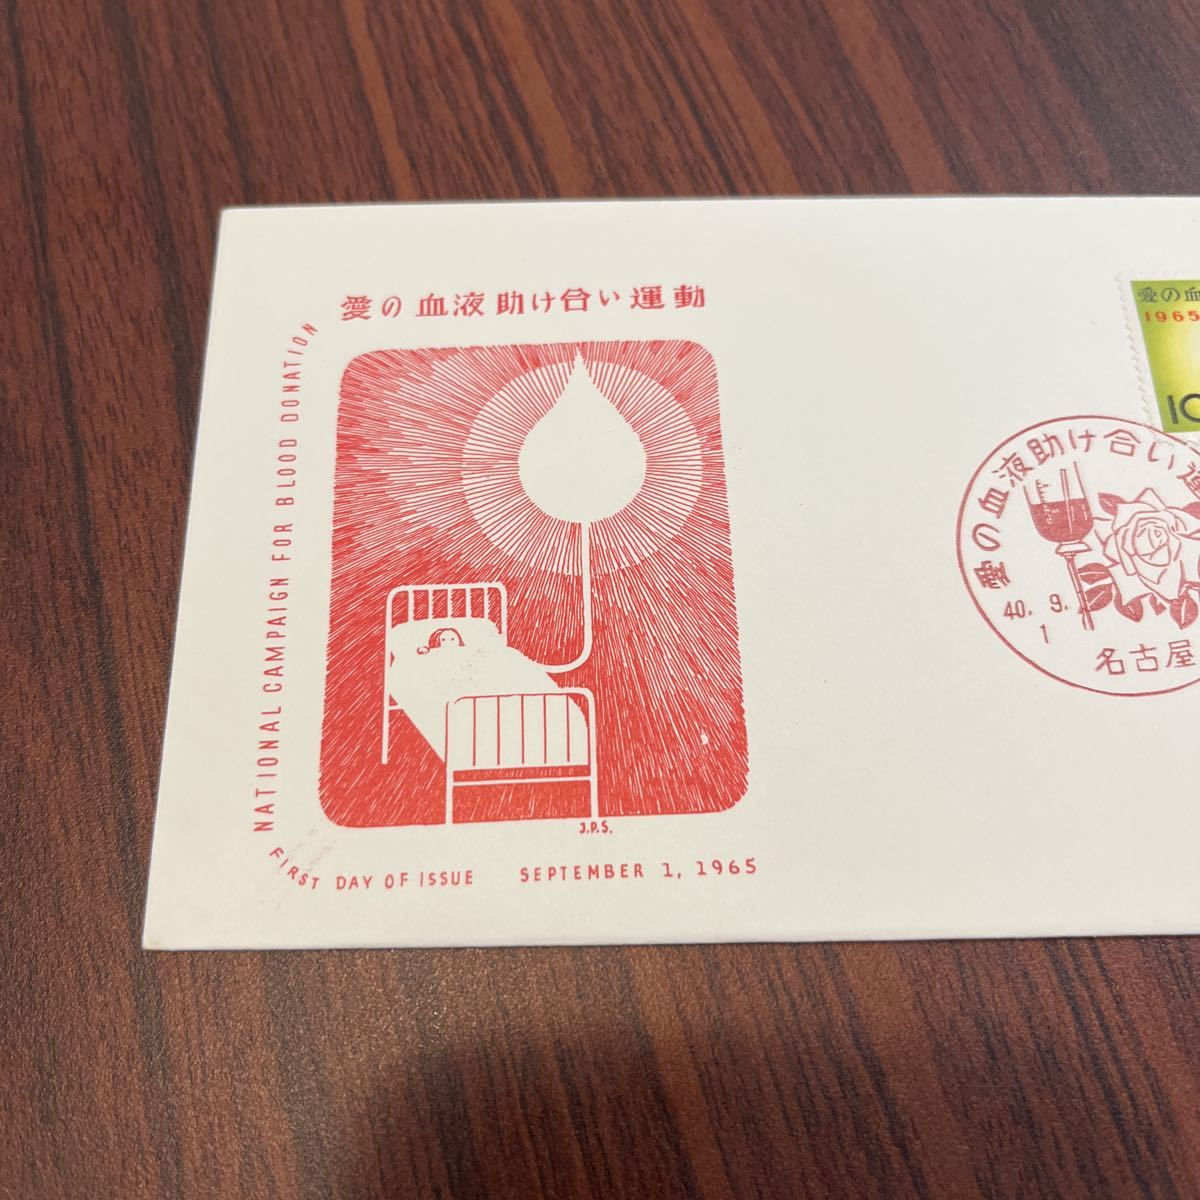 愛の血液助け合い運動
NATIONAL CAMPAIGN FOR BLOOD DONATION
J.P.S.
FIRST DAY OF ISSUE SEPTEMBER 1, 1965
愛の血
1965
10
愛の血液助け合い運
40. 9.
1
名古屋